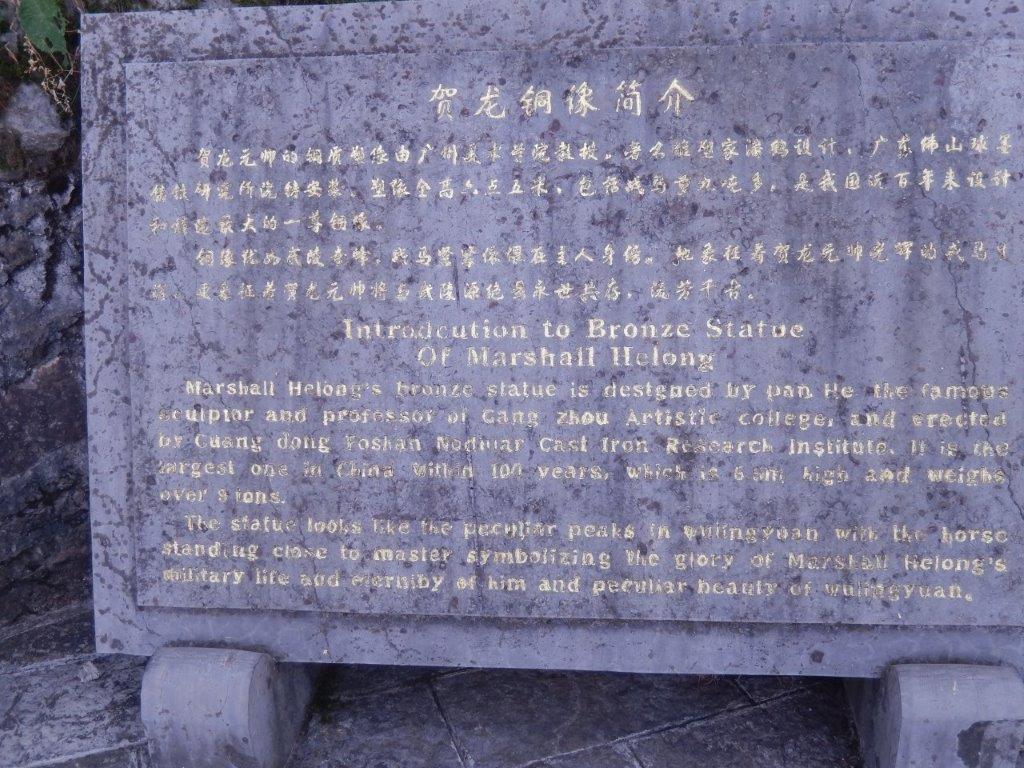 贺龙铜像简介
贺龙元帅的铜质塑像由广州美术学院教授、著名雕塑家潘鹤设计，广东佛山球墨
铸铁研究所浇铸安装。塑像全高六点五米，包括战马重九吨多，是我国近百年来设计
和铸造最大的一尊铜像。
铜像犹如武陵奇峰，战马紧紧偎偎在主人身傍。她象征着贺龙元帅光辉的戎马
更象征着贺龙元帅将与武陵源绝景永世共存，流芳千古。
Introdcution to Bronze Statue
Of Marshall Helong
Marshall Helong's bronze statue is designed by pan He the famous
sculptor and professor of Gang zhou Artistic college, and erected
by Guang dong Foshan Cast Iron Research Institute. It is the
largest one in China within 100 years, which is high and weighs
over 9 tons.
The statue looks like the peculiar peaks in wulingyuan with the horse
standing close to master symbolizing the glory of Marshall Helong's
military life and of him and peculiar beauty of wulingyuan.